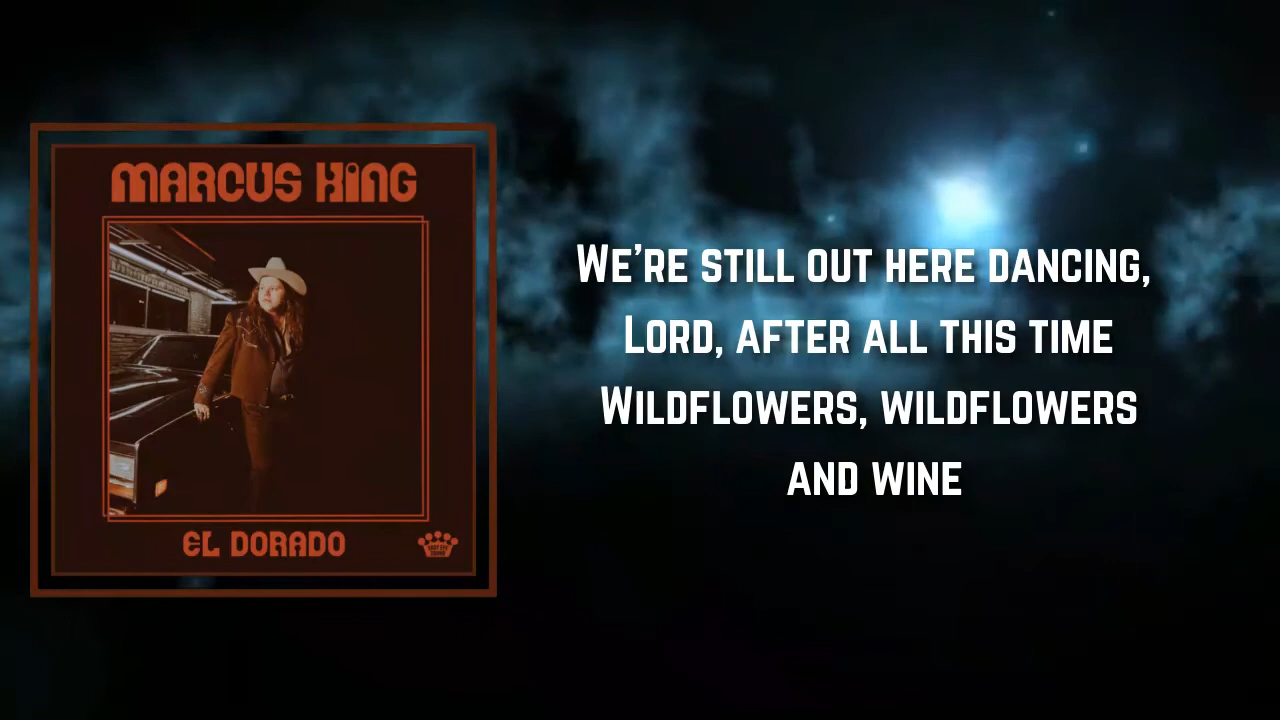 MARCUS KING
EL DORADO
WE'RE STILL OUT HERE DANCING,
LORD, AFTER ALL THIS TIME
WILDFLOWERS, WILDFLOWERS
AND WINE